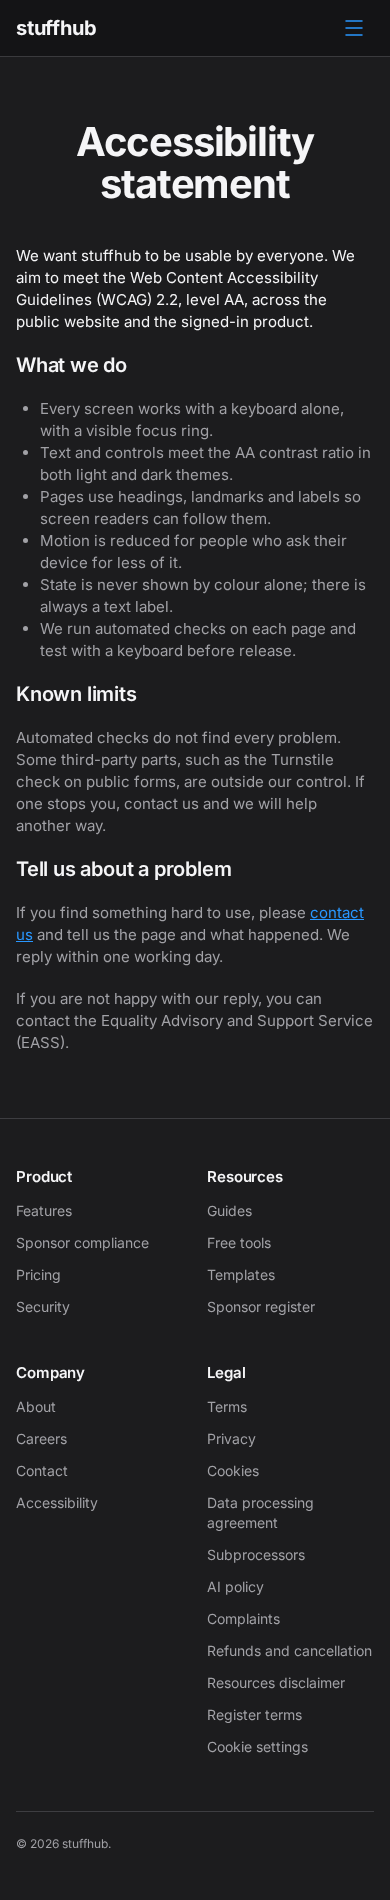 stuffhub
Accessibility
statement
We want stuffhub to be usable by everyone. We
aim to meet the Web Content Accessibility
Guidelines (WCAG) 2.2, level AA, across the
public website and the signed-in product.
What we do
• Every screen works with a keyboard alone,
with a visible focus ring.
• Text and controls meet the AA contrast ratio in
both light and dark themes.
• Pages use headings, landmarks and labels so
screen readers can follow them.
• Motion is reduced for people who ask their
device for less of it.
• State is never shown by colour alone; there is
always a text label.
• We run automated checks on each page and
test with a keyboard before release.
Known limits
Automated checks do not find every problem.
Some third-party parts, such as the Turnstile
check on public forms, are outside our control. If
one stops you, contact us and we will help
another way.
Tell us about a problem
If you find something hard to use, please contact
us and tell us the page and what happened. We
reply within one working day.
If you are not happy with our reply, you can
contact the Equality Advisory and Support Service
(EASS).
Product
Features
Sponsor compliance
Pricing
Security
Resources
Guides
Free tools
Templates
Sponsor register
Company
About
Careers
Contact
Accessibility
Legal
Terms
Privacy
Cookies
Data processing
agreement
Subprocessors
AI policy
Complaints
Refunds and cancellation
Resources disclaimer
Register terms
Cookie settings
© 2026 stuffhub.